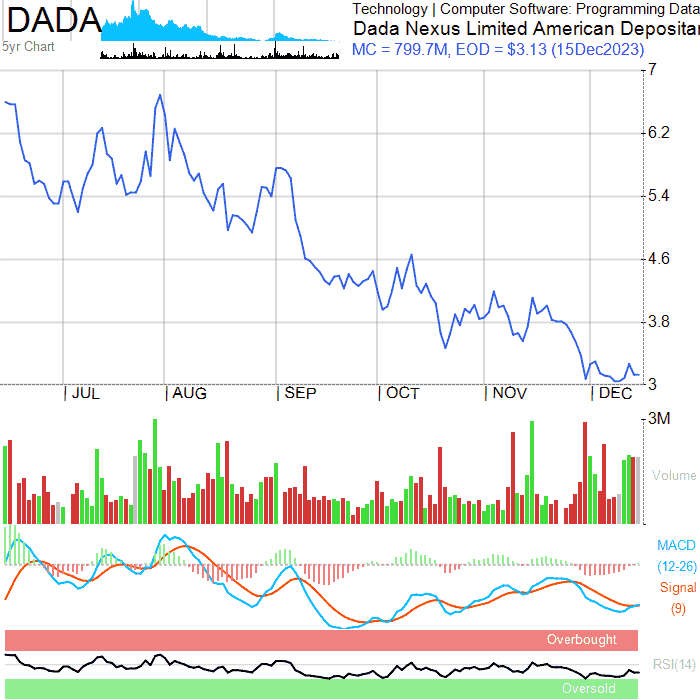 DADA
5yr Chart
Technology | Computer Software: Programming Data
Dada Nexus Limited American Depositar
MC = 799.7M, EOD = $3.13 (15Dec2023)
7
6.2
5.4
4.6
3.8
3
| JUL | AUG | SEP | OCT | NOV | DEC
3M
Volume
MACD
(12-26)
Signal
(9)
Overbought
RSI(14)
Oversold